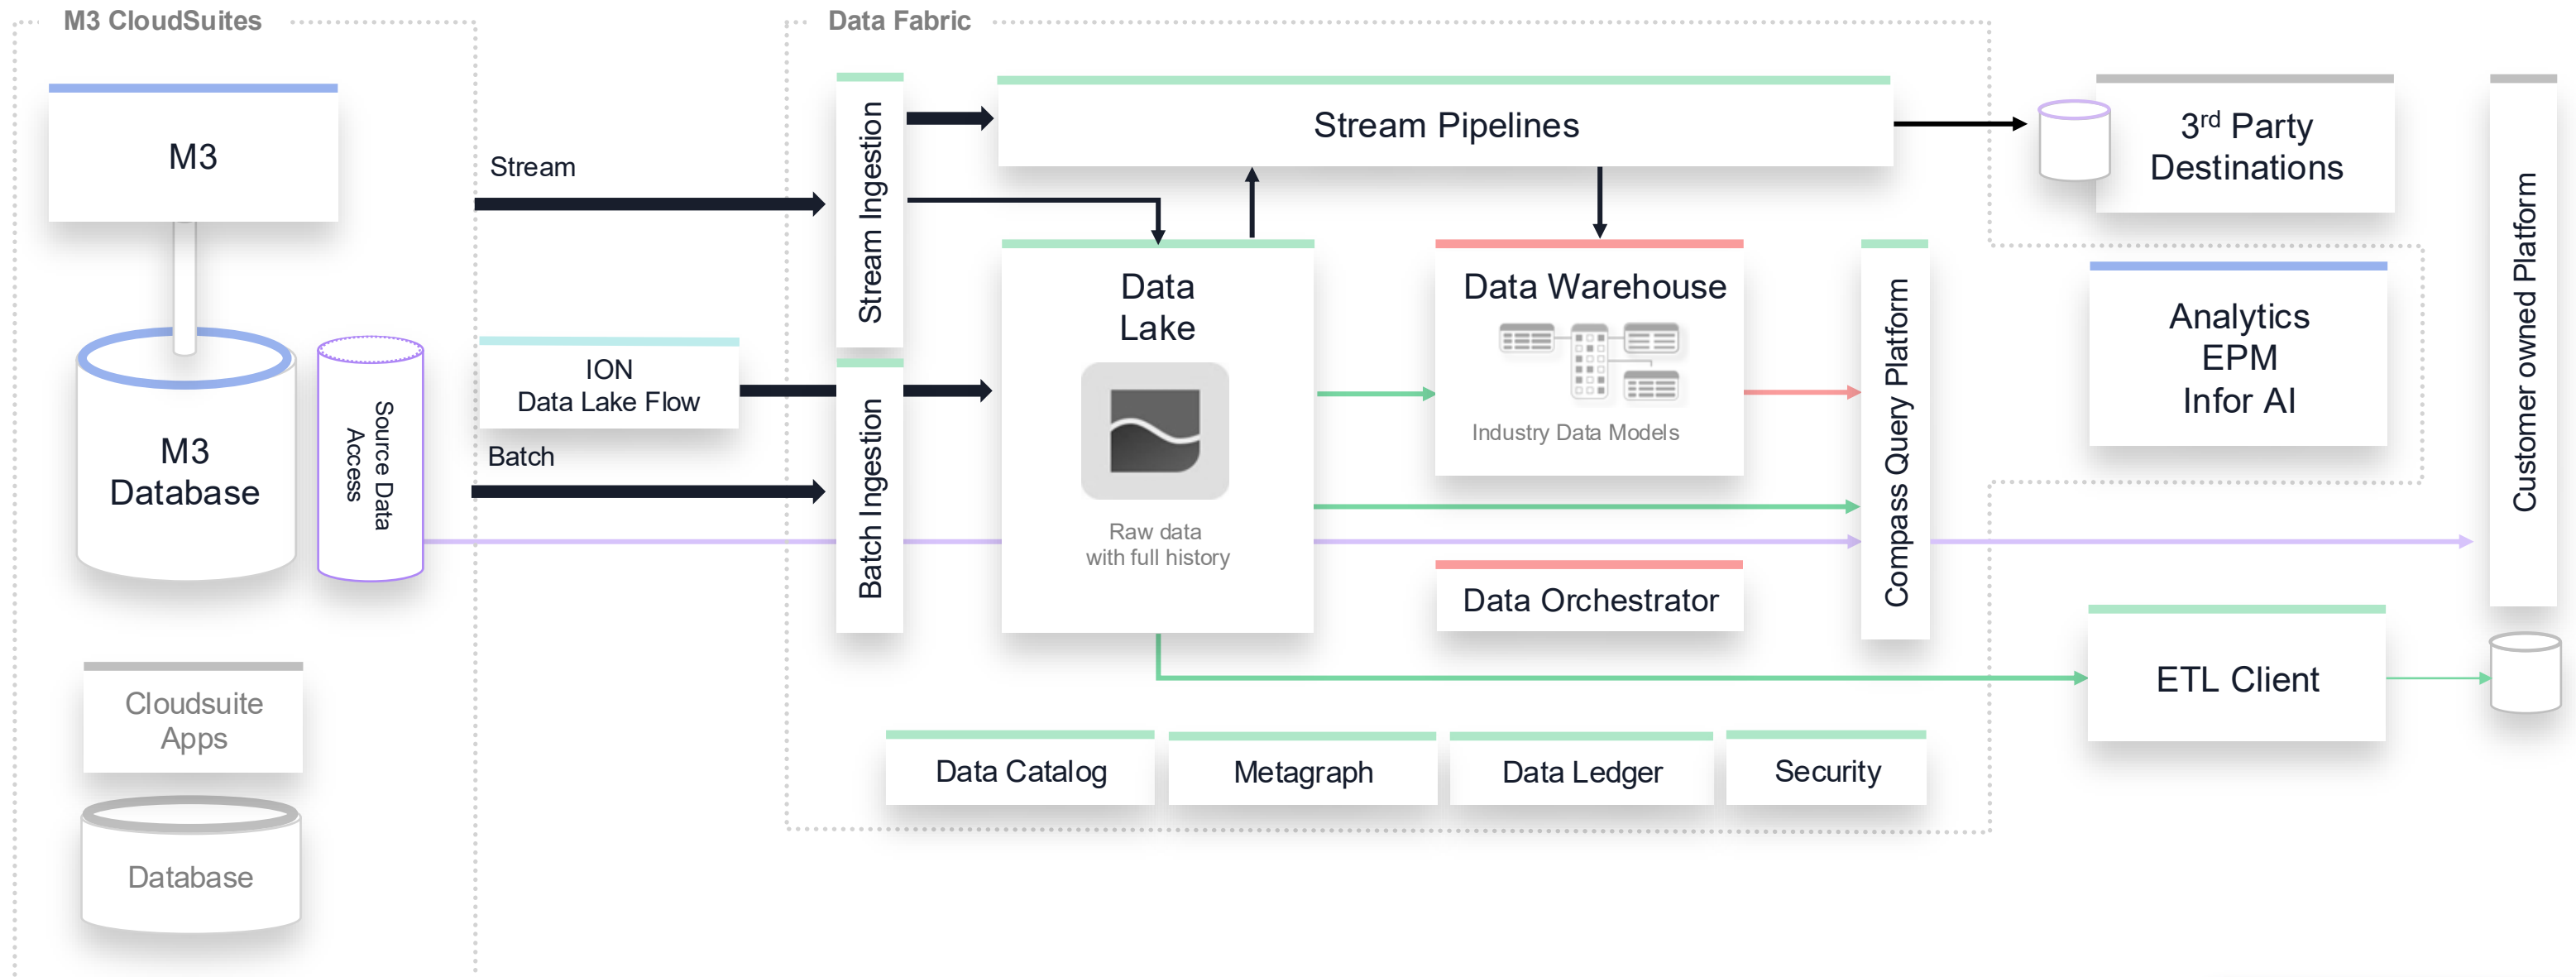 M3 CloudSuites
Data Fabric
M3
Stream
Stream Ingestion
Stream Pipelines
3rd Party
Destinations
Customer owned Platform
M3
Database
Source Data
Access
ION
Data Lake Flow
Batch
Batch Ingestion
Data
Lake
Raw data
with full history
Data Warehouse
Industry Data Models
Data Orchestrator
Compass Query Platform
Analytics
EPM
Infor AI
ETL Client
Cloudsuite
Apps
Database
Data Catalog
Metagraph
Data Ledger
Security